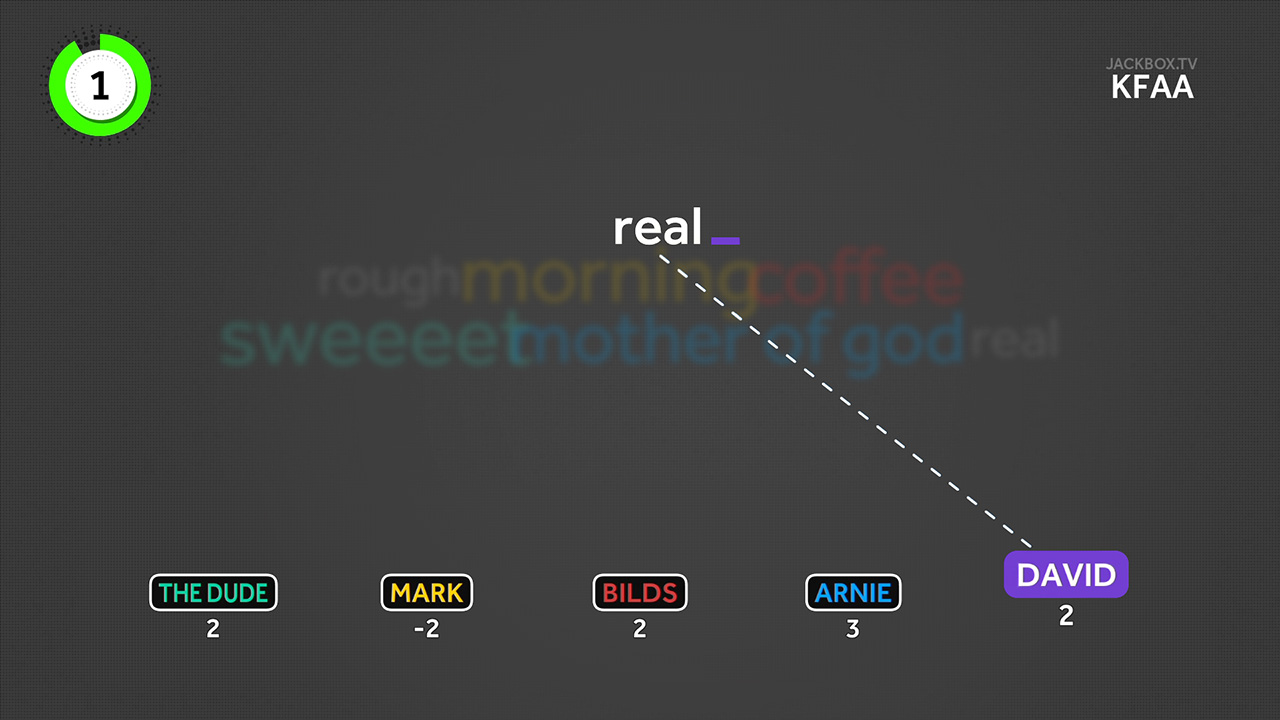 1
JACKBOX.TV
KFAA
real_
rough morning coffee
sweeeet mother of god real
THE DUDE MARK BILDS ARNIE DAVID
2 -2 2 3 2